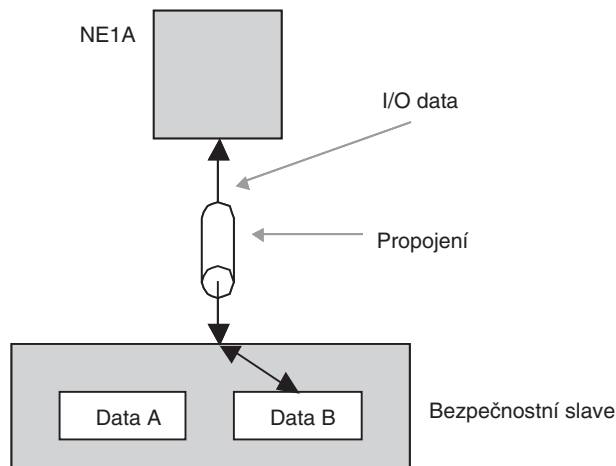 NE1A
I/O data
Propojení
Bezpečnostní slave
Data A
Data B